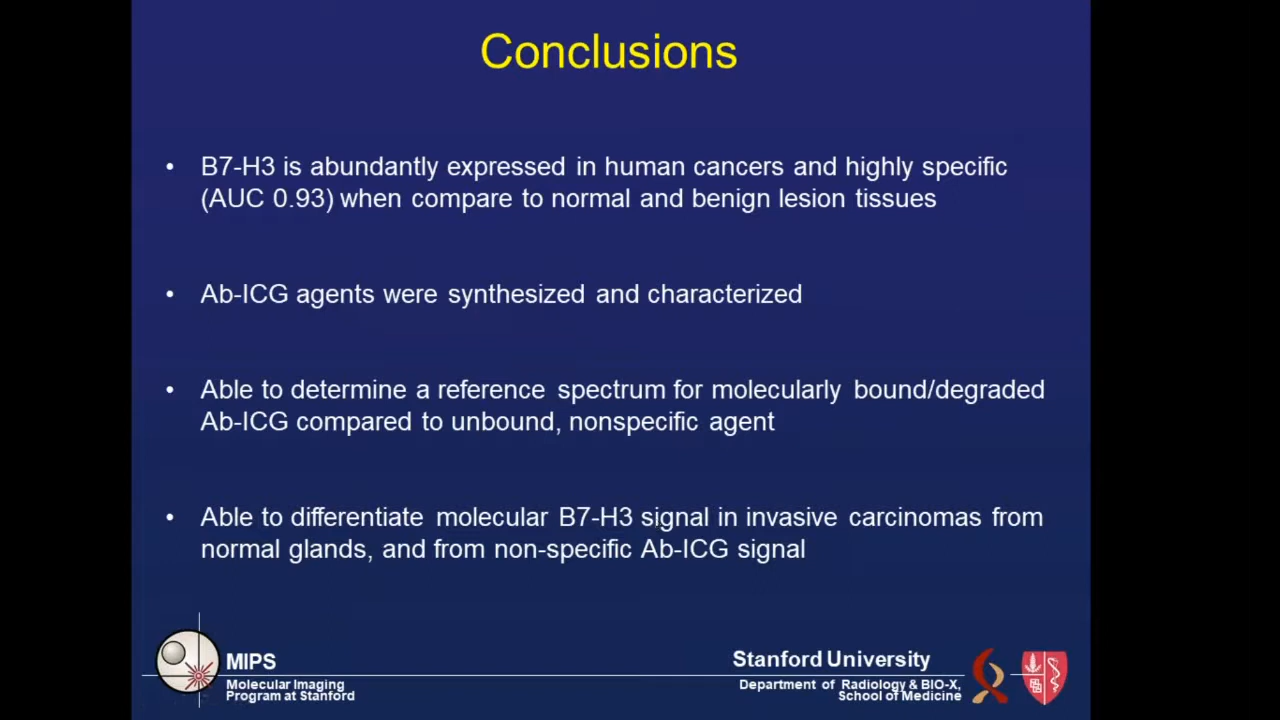 Conclusions
• B7-H3 is abundantly expressed in human cancers and highly specific
(AUC 0.93) when compare to normal and benign lesion tissues
• Ab-ICG agents were synthesized and characterized
• Able to determine a reference spectrum for molecularly bound/degraded
Ab-ICG compared to unbound, nonspecific agent
• Able to differentiate molecular B7-H3 signal in invasive carcinomas from
normal glands, and from non-specific Ab-ICG signal
MIPS
Molecular Imaging
Program at Stanford
Stanford University
Department of Radiology & BIO-X,
School of Medicine